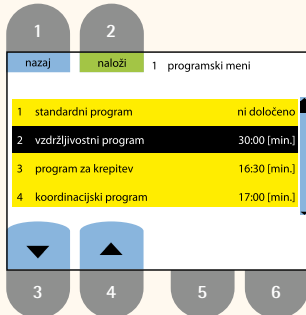 1 2
nazaj naloži 1 programski meni
1 standardni program ni določeno
2 vzdržljivostni program 30:00 [min.]
3 program za krepitev 16:30 [min.]
4 koordinacijski program 17:00 [min.]
3 4 5 6